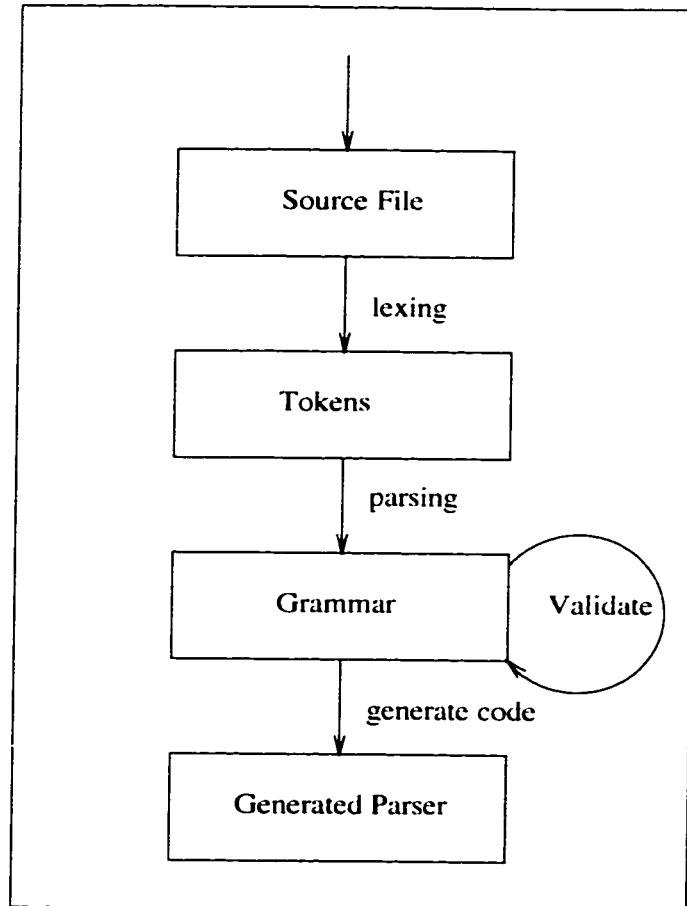 Source File
lexing
Tokens
parsing
Grammar
Validate
generate code
Generated Parser